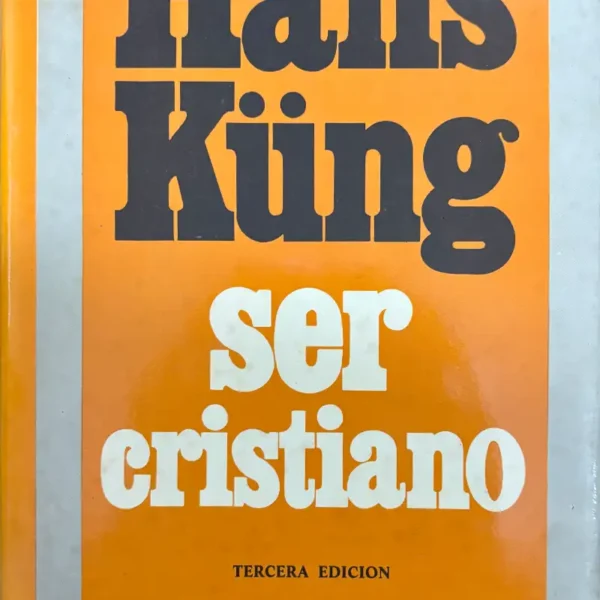 Hans
Küng
ser
cristiano
TERCERA EDICION